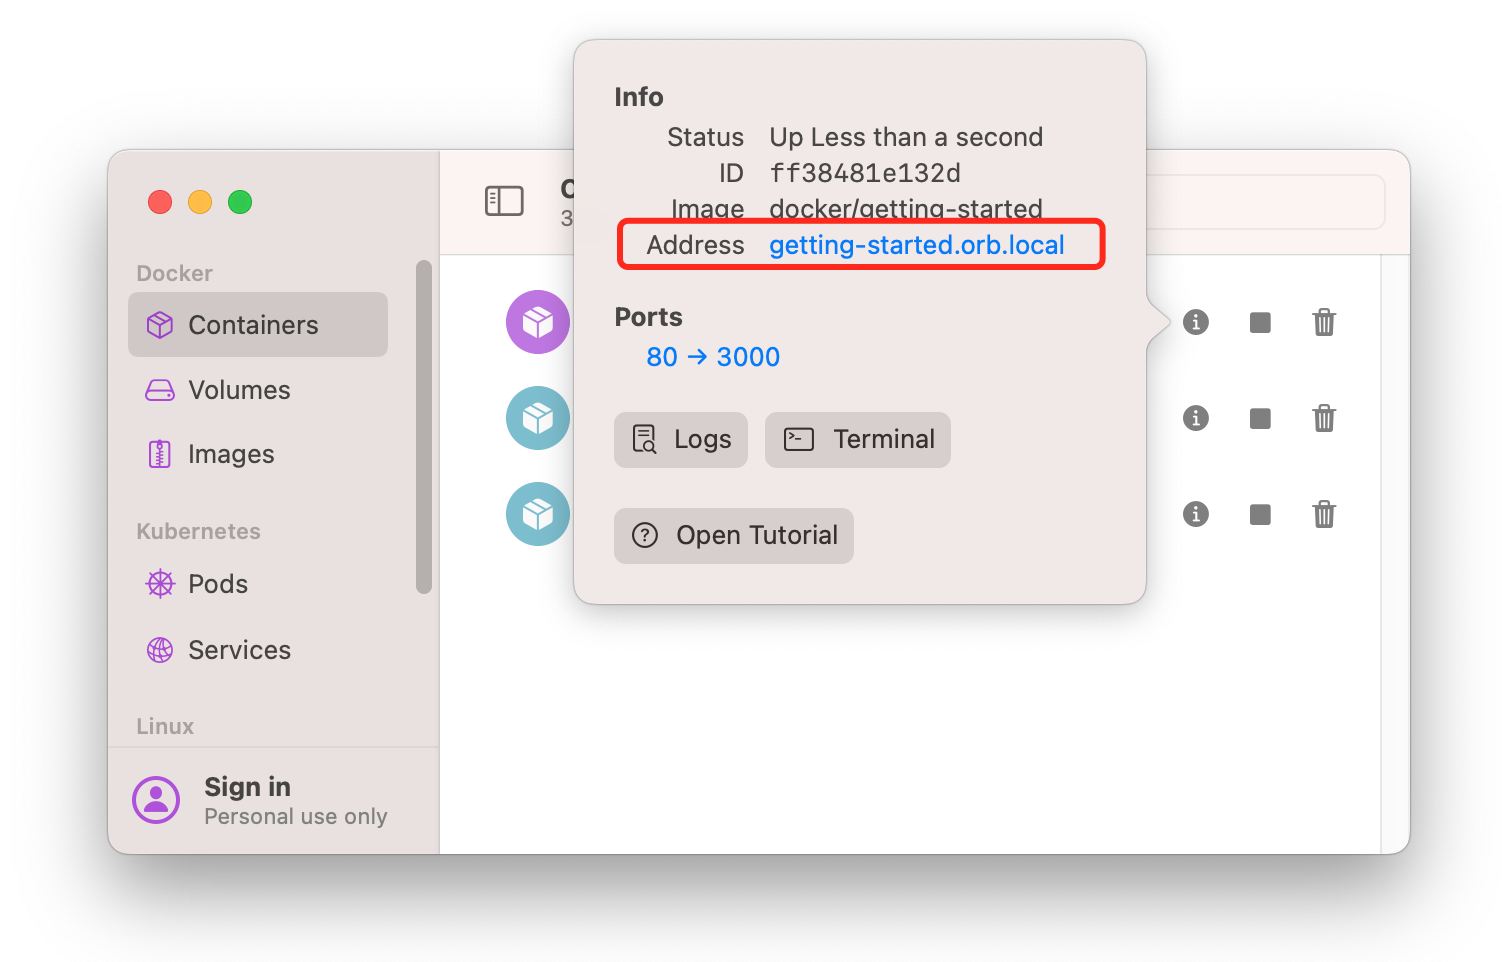 Docker
Containers
Volumes
Images
Kubernetes
Pods
Services
Linux
Sign in
Personal use only
Info
Status Up Less than a second
ID ff38481e132d
Image docker/getting-started
Address getting-started.orb.local
Ports
80 → 3000
Logs
Terminal
Open Tutorial